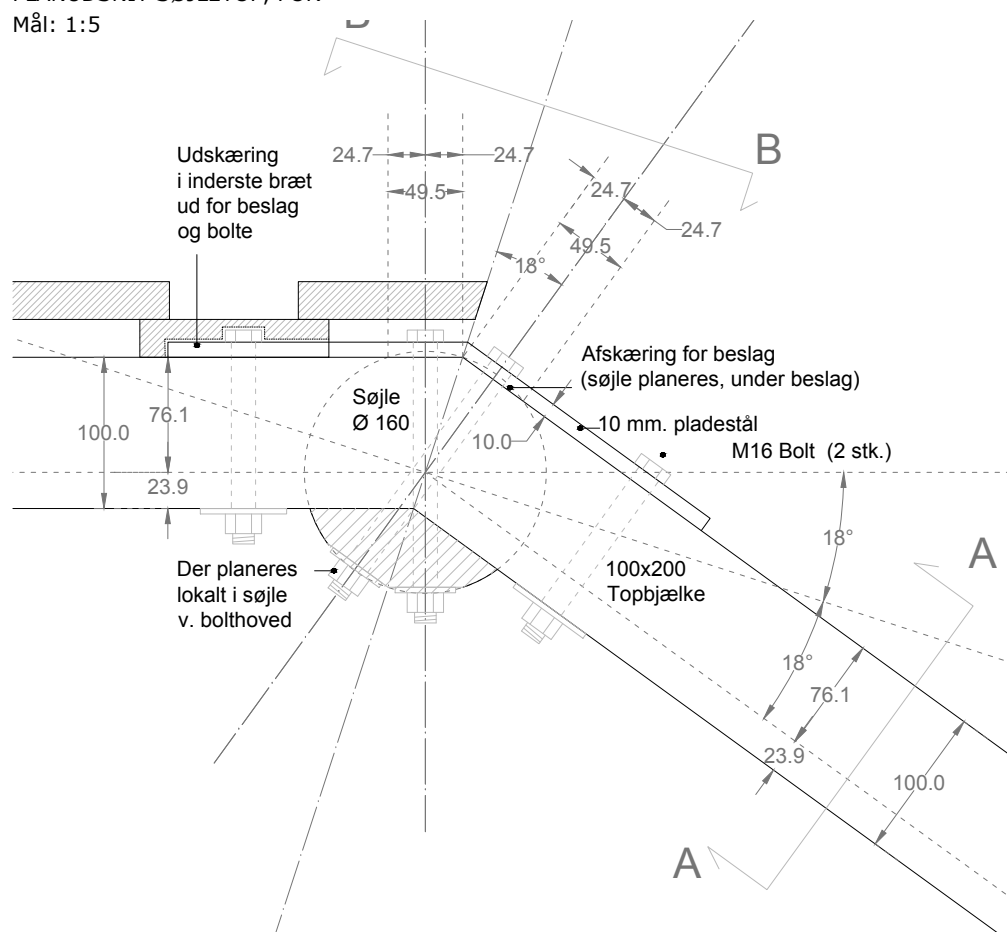 Mål: 1:5
B
Udskæring
i inderste bræt
ud for beslag
og bolte
24.7
24.7
49.5
24.7
49.5
24.7
18°
Afskæring for beslag
(søjle planeres, under beslag)
10 mm. pladestål
M16 Bolt (2 stk.)
Søjle
Ø 160
10.0
76.1
100.0
23.9
18°
A
Der planeres
lokalt i søjle
v. bolthoved
100x200
Topbjælke
18°
76.1
23.9
100.0
A